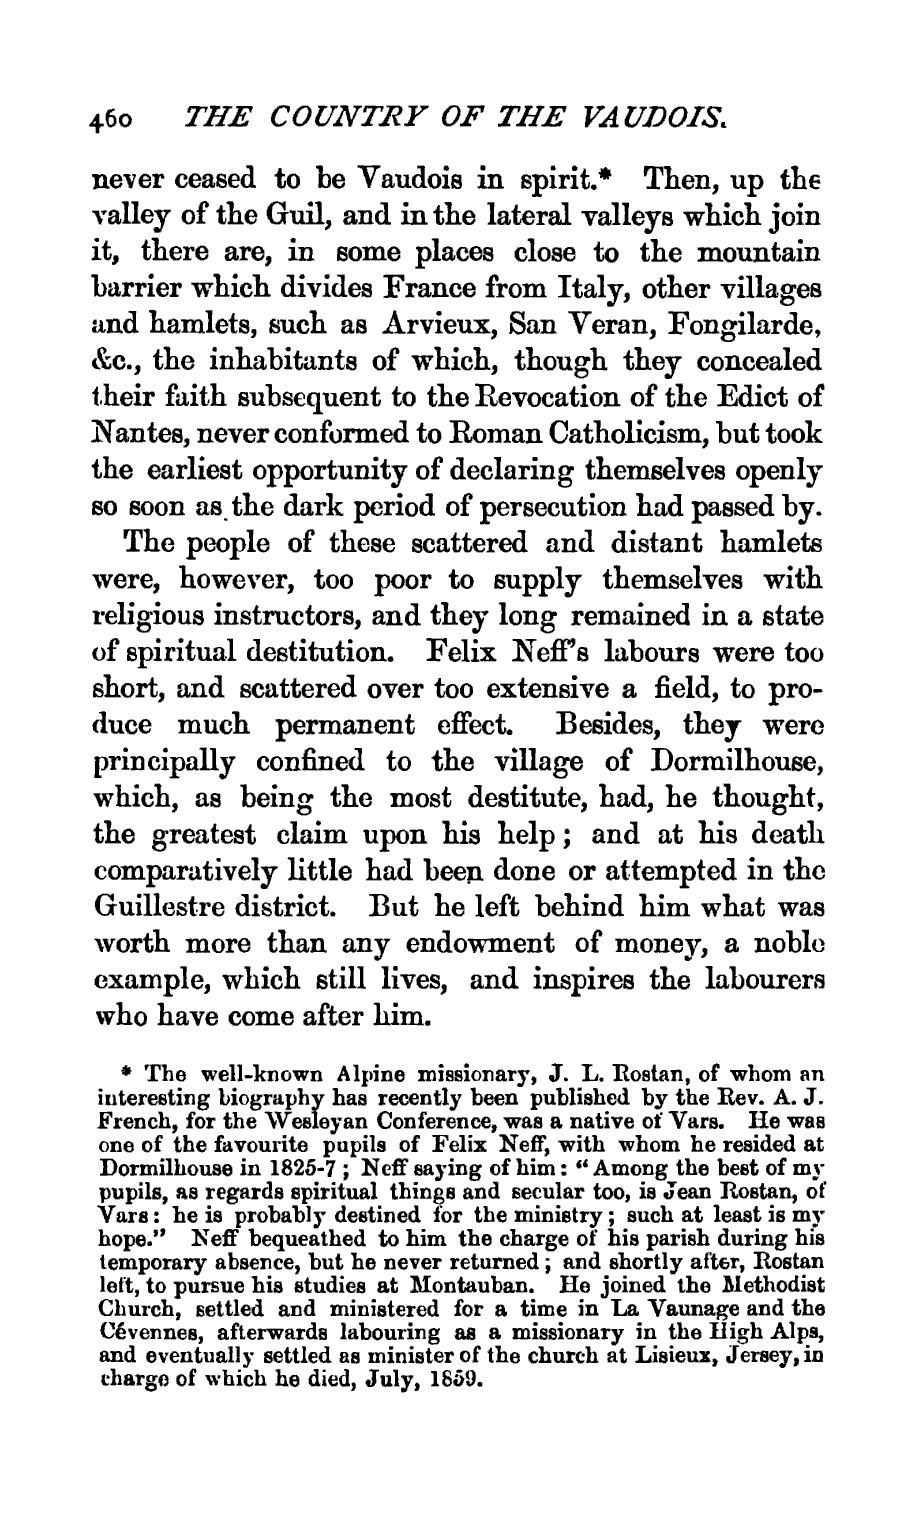 460 THE COUNTRY OF THE VAUDOIS.
never ceased to be Vaudois in spirit.* Then, up the
valley of the Guil, and in the lateral valleys which join
it, there are, in some places close to the mountain
barrier which divides France from Italy, other villages
and hamlets, such as Arvieux, San Veran, Fongilarde,
&c., the inhabitants of which, though they concealed
their faith subsequent to the Revocation of the Edict of
Nantes, never conformed to Roman Catholicism, but took
the earliest opportunity of declaring themselves openly
so soon as the dark period of persecution had passed by.
The people of these scattered and distant hamlets
were, however, too poor to supply themselves with
religious instructors, and they long remained in a state
of spiritual destitution. Felix Neff's labours were too
short, and scattered over too extensive a field, to pro-
duce much permanent effect. Besides, they were
principally confined to the village of Dormilhouse,
which, as being the most destitute, had, he thought,
the greatest claim upon his help; and at his death
comparatively little had been done or attempted in the
Guillestre district. But he left behind him what was
worth more than any endowment of money, a noble
example, which still lives, and inspires the labourers
who have come after him.
* The well-known Alpine missionary, J. L. Rostan, of whom an
interesting biography has recently been published by the Rev. A. J.
French, for the Wesleyan Conference, was a native of Vars. He was
one of the favourite pupils of Felix Neff, with whom he resided at
Dormilhouse in 1825-7; Neff saying of him: "Among the best of my
pupils, as regards spiritual things and secular too, is Jean Rostan, of
Vars: he is probably destined for the ministry; such at least is my
hope." Neff bequeathed to him the charge of his parish during his
temporary absence, but he never returned; and shortly after, Rostan
left, to pursue his studies at Montauban. He joined the Methodist
Church, settled and ministered for a time in La Vaunage and the
Cévennes, afterwards labouring as a missionary in the High Alps,
and eventually settled as minister of the church at Lisieux, Jersey, in
charge of which he died, July, 1859.